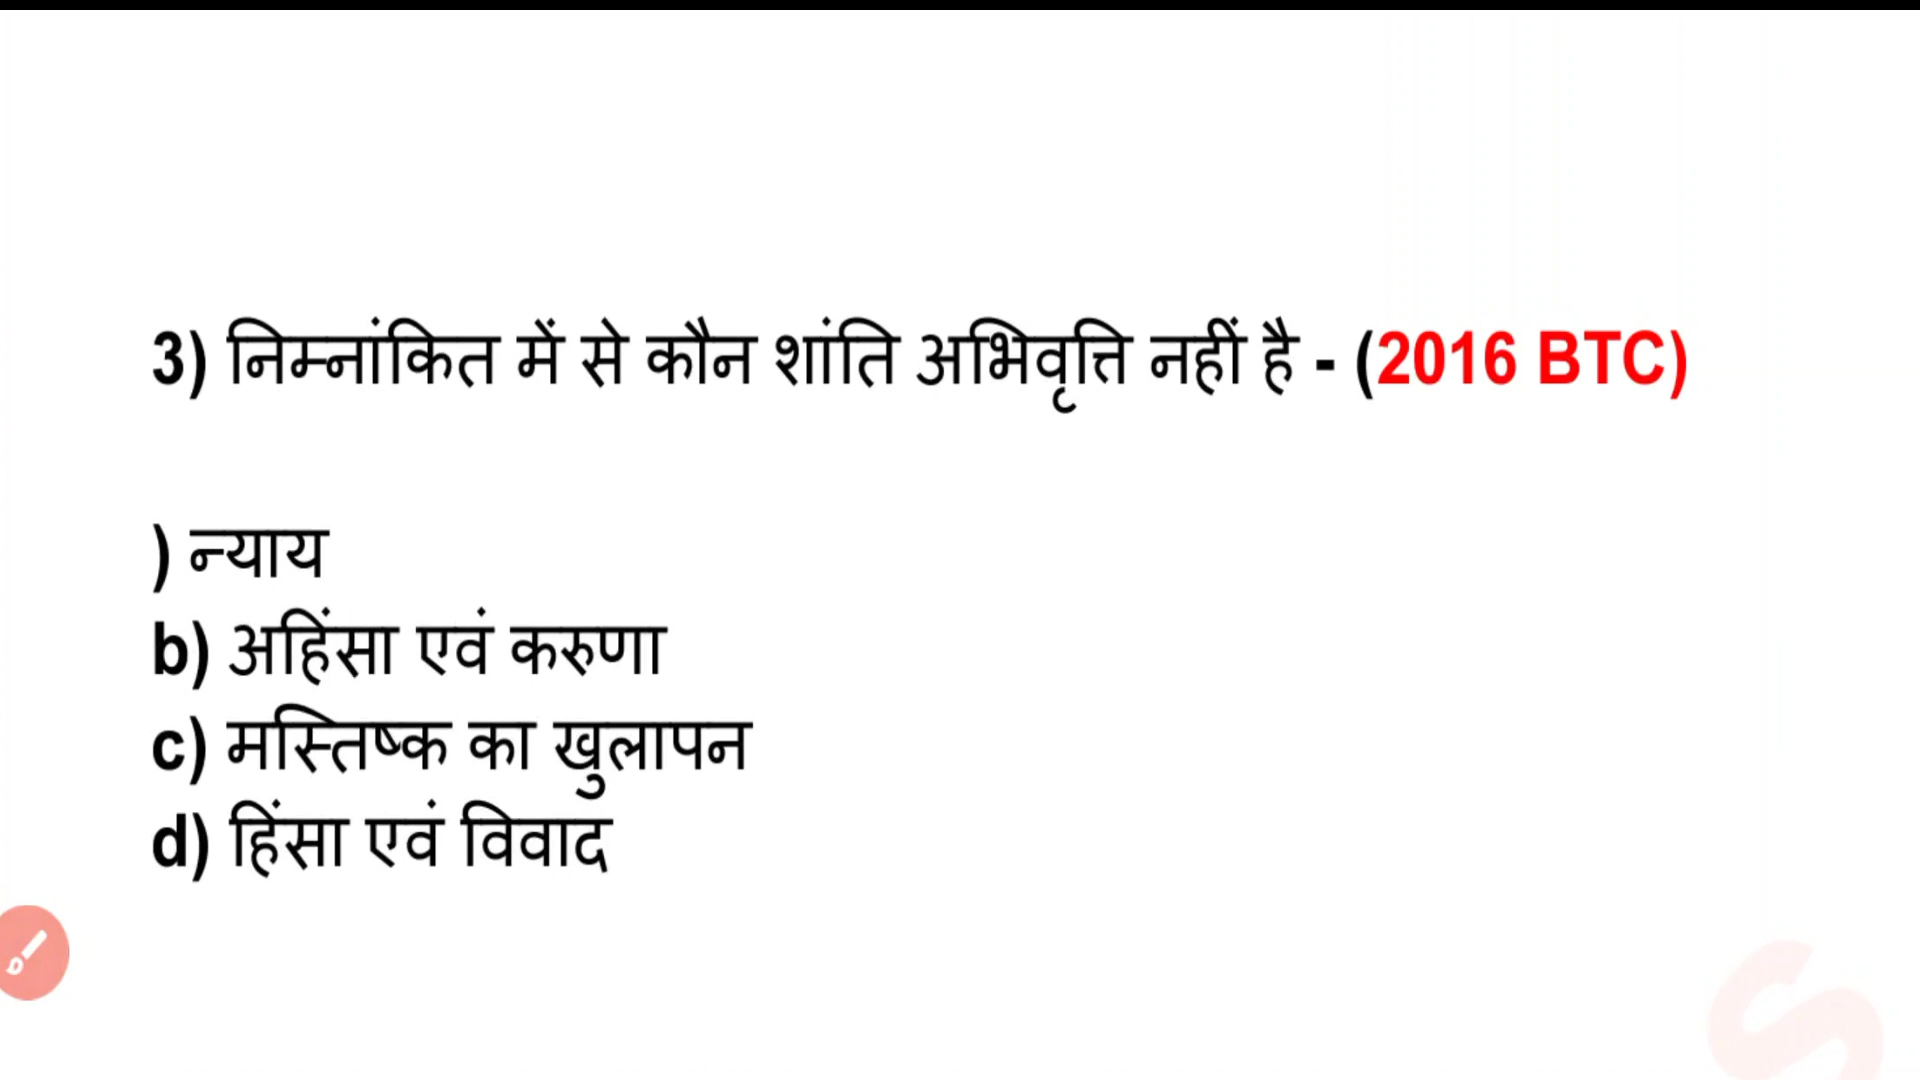 3) निम्नांकित में से कौन शांति अभिवृत्ति नहीं है - (2016 BTC)
) न्याय
b) अहिंसा एवं करुणा
c) मस्तिष्क का खुलापन
d) हिंसा एवं विवाद